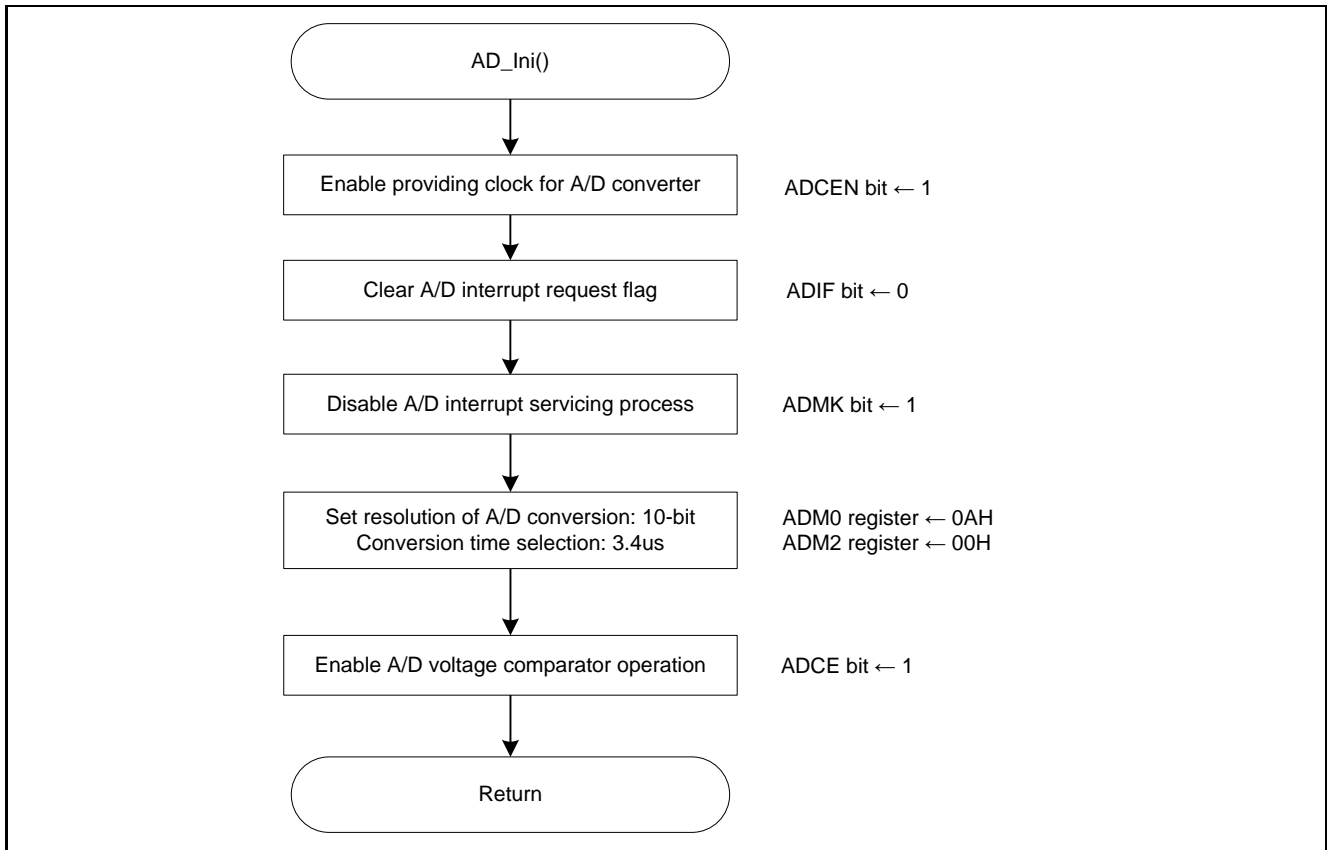 AD_Ini()
Enable providing clock for A/D converter
ADCEN bit ← 1
Clear A/D interrupt request flag
ADIF bit ← 0
Disable A/D interrupt servicing process
ADMK bit ← 1
Set resolution of A/D conversion: 10-bit
Conversion time selection: 3.4us
ADM0 register ← 0AH
ADM2 register ← 00H
Enable A/D voltage comparator operation
ADCE bit ← 1
Return